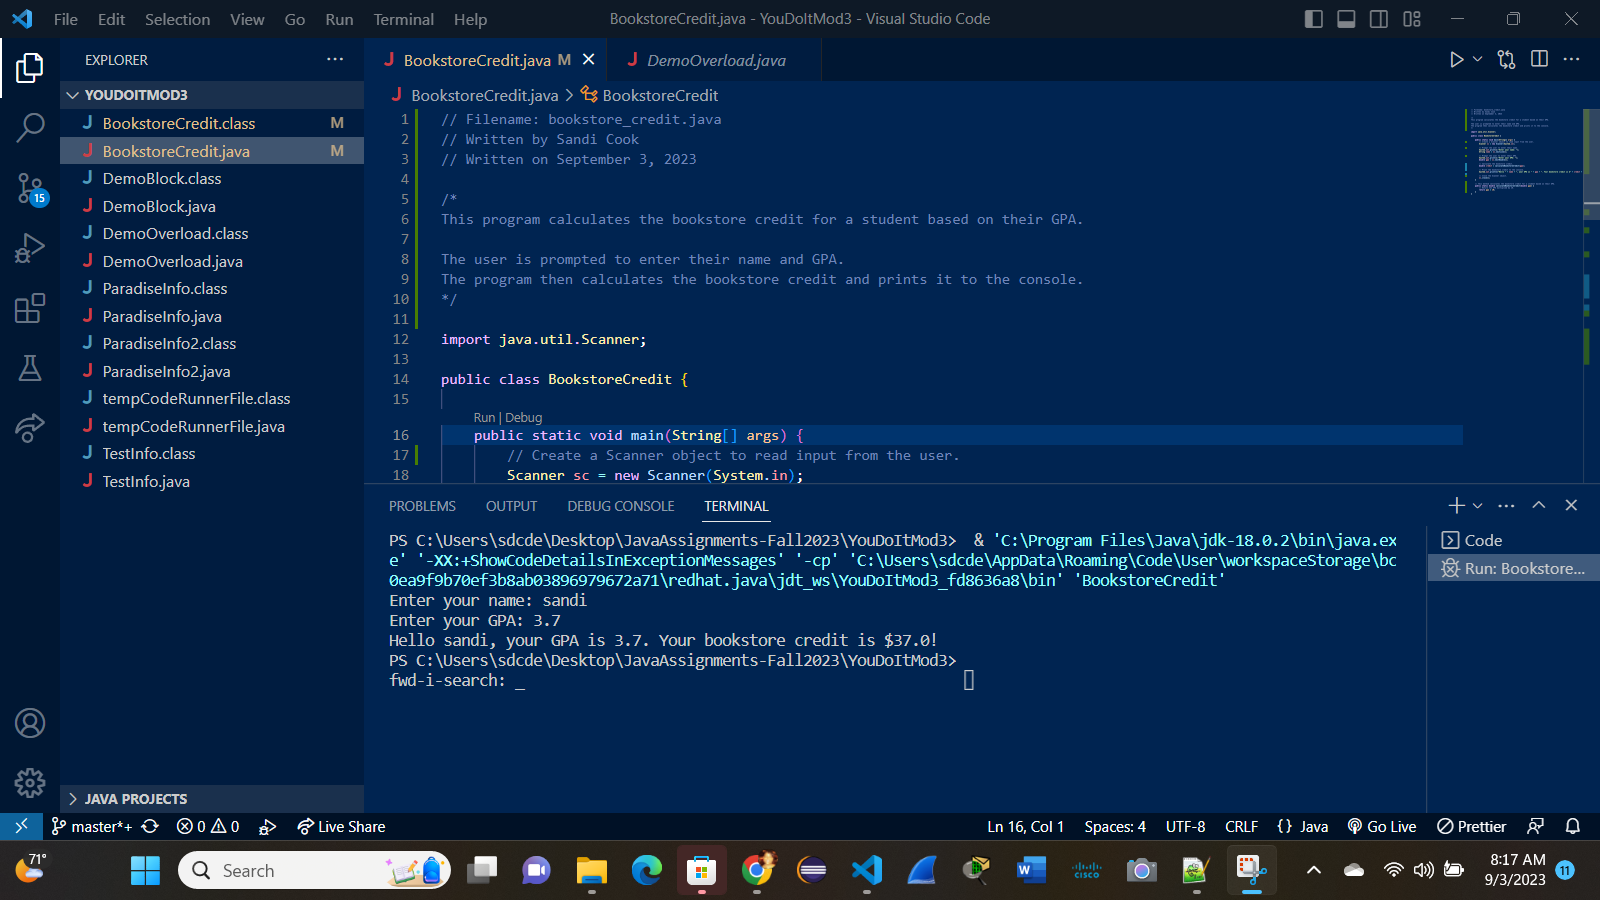 File Edit Selection View Go Run Terminal Help
BookstoreCredit.java - YouDoItMod3 - Visual Studio Code
EXPLORER
YOUDOITMOD3
BookstoreCredit.class M
BookstoreCredit.java M
DemoBlock.class
DemoBlock.java
DemoOverload.class
DemoOverload.java
ParadiseInfo.class
ParadiseInfo.java
ParadiseInfo2.class
ParadiseInfo2.java
tempCodeRunnerFile.class
tempCodeRunnerFile.java
TestInfo.class
TestInfo.java
JAVA PROJECTS
15
BookstoreCredit.java M
DemoOverload.java
BookstoreCredit.java > BookstoreCredit
1 // Filename: bookstore_credit.java
2 // Written by Sandi Cook
3 // Written on September 3, 2023
4
5 /*
6 This program calculates the bookstore credit for a student based on their GPA.
7
8 The user is prompted to enter their name and GPA.
9 The program then calculates the bookstore credit and prints it to the console.
10 */
11
12 import java.util.Scanner;
13
14 public class BookstoreCredit {
15
Run | Debug
16 public static void main(String[] args) {
17 // Create a Scanner object to read input from the user.
18 Scanner sc = new Scanner(System.in);
PROBLEMS OUTPUT DEBUG CONSOLE TERMINAL
PS C:\Users\sdcde\Desktop\JavaAssignments-Fall2023\YouDoItMod3> & 'C:\Program Files\Java\jdk-18.0.2\bin\java.ex
e' '-XX:+ShowCodeDetailsInExceptionMessages' '-cp' 'C:\Users\sdcde\AppData\Roaming\Code\User\workspaceStorage\bc
0ea9f9b70ef3b8ab03896979672a71\redhat.java\jdt_ws\YouDoItMod3_fd8636a8\bin' 'BookstoreCredit'
Enter your name: sandi
Enter your GPA: 3.7
Hello sandi, your GPA is 3.7. Your bookstore credit is $37.0!
PS C:\Users\sdcde\Desktop\JavaAssignments-Fall2023\YouDoItMod3>
fwd-i-search: _
Code
Run: Bookstore...
master*+ 0 0 Live Share
Ln 16, Col 1 Spaces: 4 UTF-8 CRLF {} Java Go Live Prettier
71°
Search
CISCO
8:17 AM
9/3/2023
11